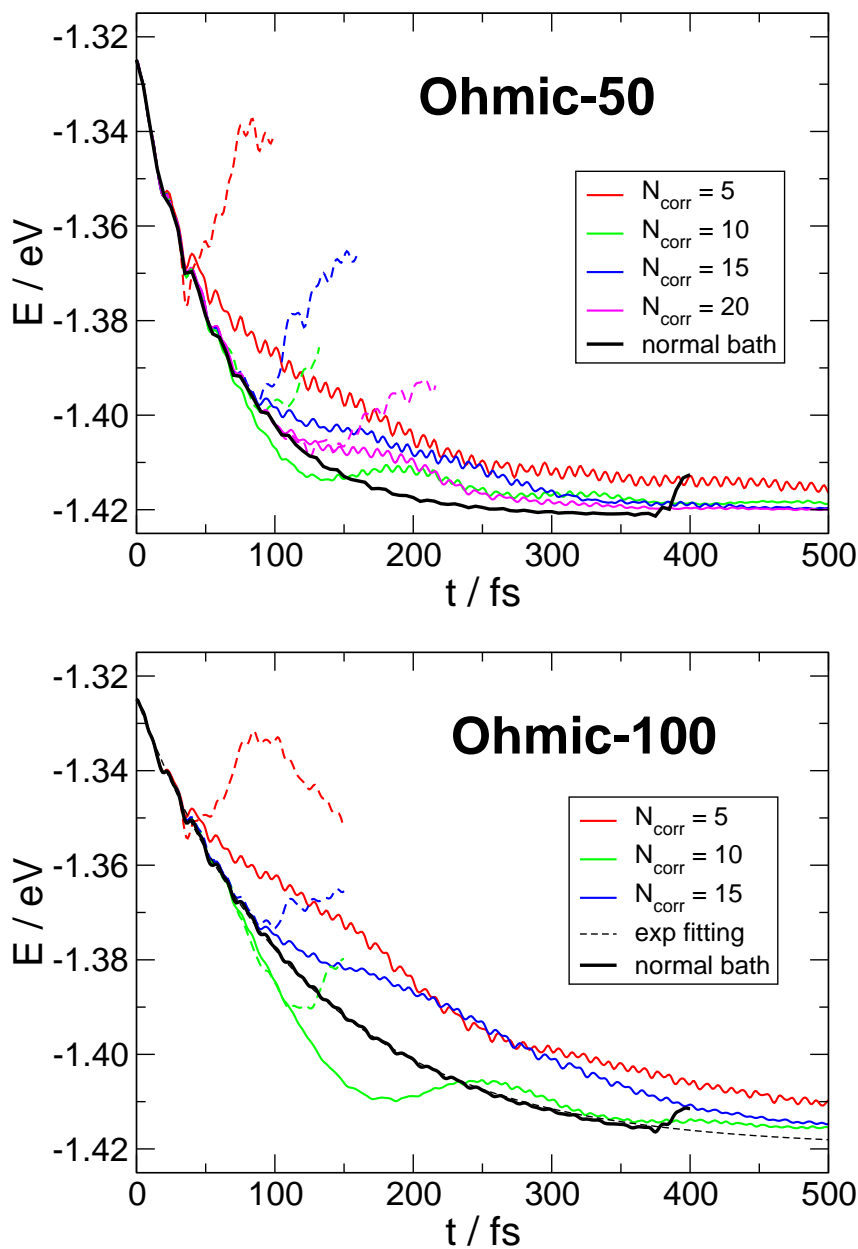 -1.32
-1.34
-1.36
-1.38
-1.40
-1.42
E / eV
Ohmic-50
N_corr = 5
N_corr = 10
N_corr = 15
N_corr = 20
normal bath
0 100 200 300 400 500
t / fs
-1.32
-1.34
-1.36
-1.38
-1.40
-1.42
E / eV
Ohmic-100
N_corr = 5
N_corr = 10
N_corr = 15
exp fitting
normal bath
0 100 200 300 400 500
t / fs